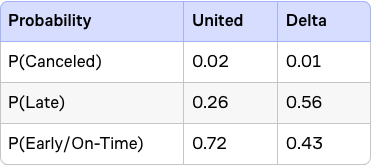 Probability United Delta
P(Canceled) 0.02 0.01
P(Late) 0.26 0.56
P(Early/On-Time) 0.72 0.43